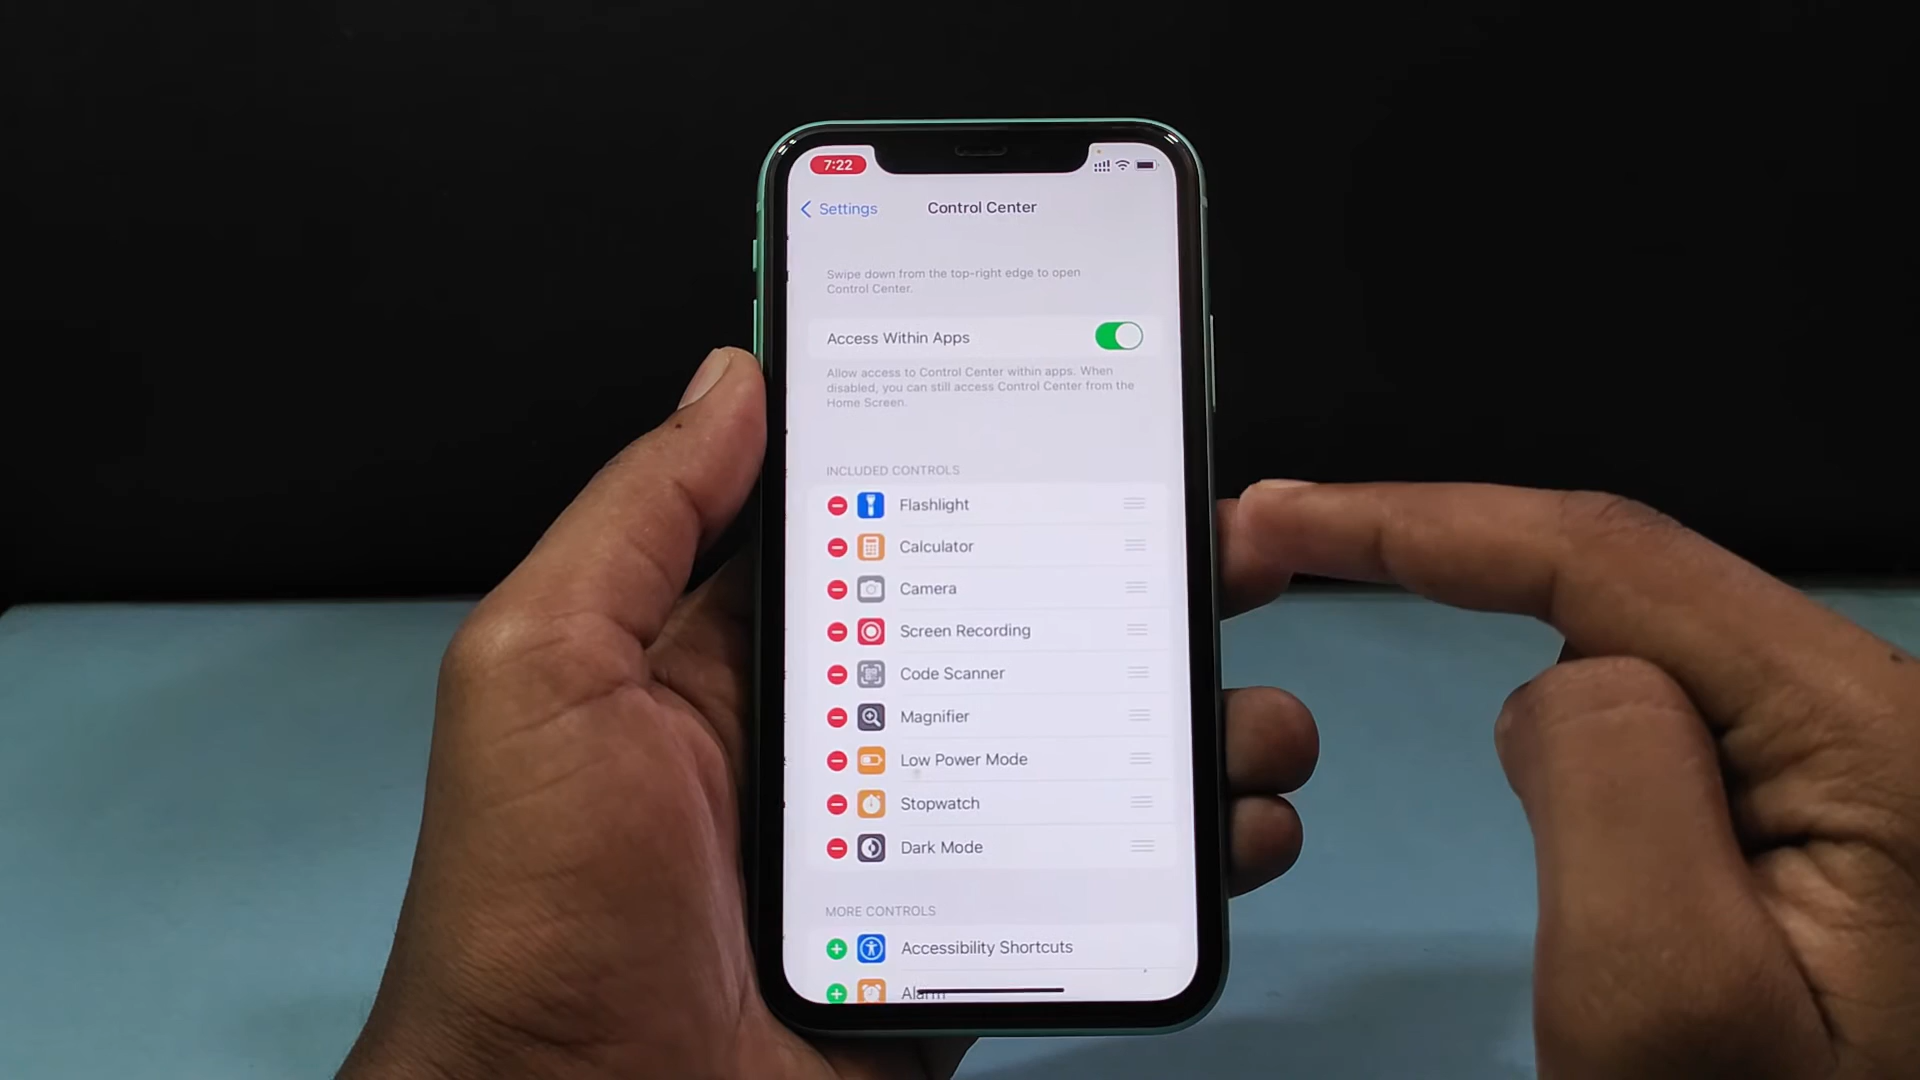 7:22
Settings
Control Center
Swipe down from the top-right edge to open
Control Center.
Access Within Apps
Allow access to Control Center within apps. When
disabled, you can still access Control Center from the
Home Screen.
INCLUDED CONTROLS
Flashlight
Calculator
Camera
Screen Recording
Code Scanner
Magnifier
Low Power Mode
Stopwatch
Dark Mode
MORE CONTROLS
Accessibility Shortcuts
Alarm